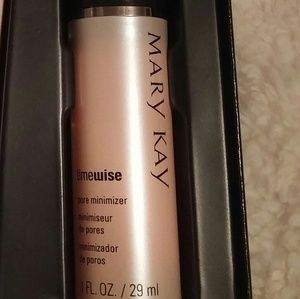 MARY KAY
timewise
pore minimizer
minimiseur
de pores
minimizador
de poros
1 FL. OZ. / 29 ml